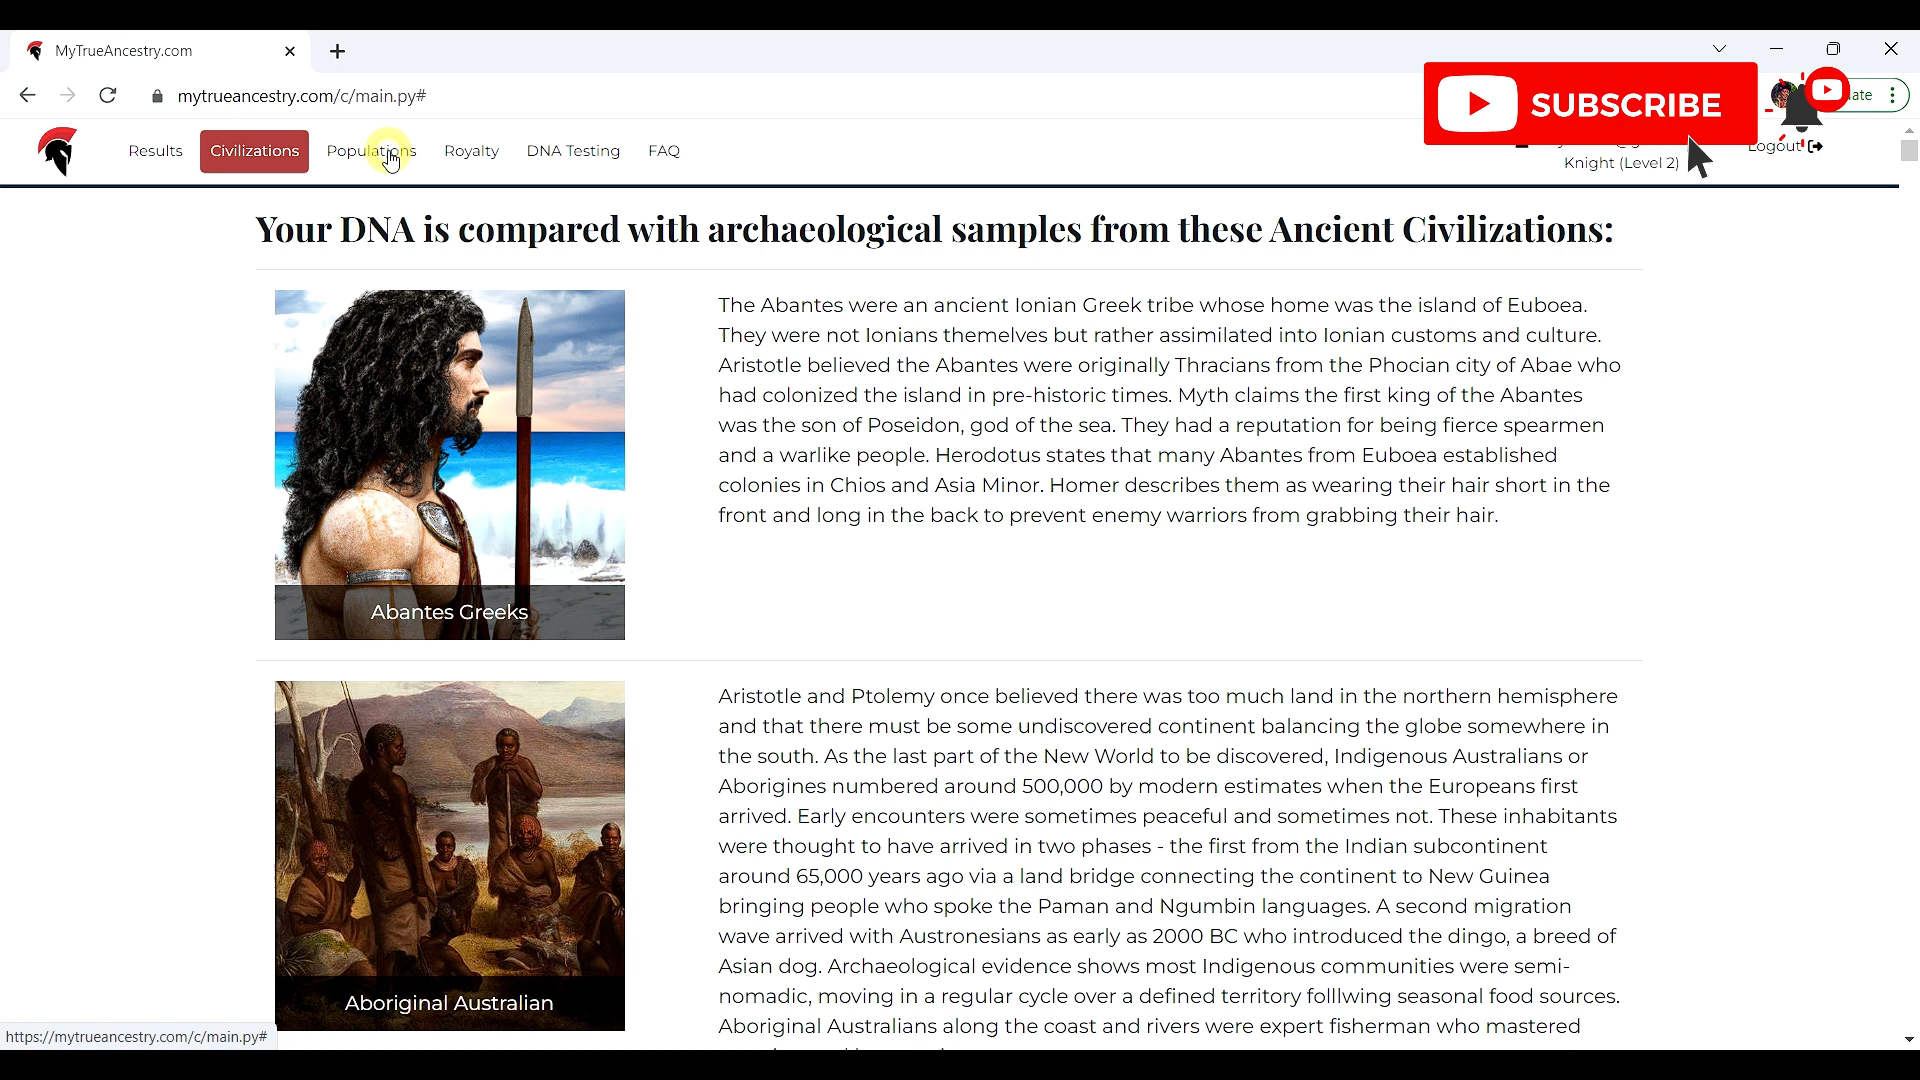 MyTrueAncestry.com
mytrueancestry.com/c/main.py#
SUBSCRIBE
Results
Civilizations
Populations
Royalty
DNA Testing
FAQ
Logout
Knight (Level 2)
Your DNA is compared with archaeological samples from these Ancient Civilizations:
The Abantes were an ancient Ionian Greek tribe whose home was the island of Euboea.
They were not Ionians themelves but rather assimilated into Ionian customs and culture.
Aristotle believed the Abantes were originally Thracians from the Phocian city of Abae who
had colonized the island in pre-historic times. Myth claims the first king of the Abantes
was the son of Poseidon, god of the sea. They had a reputation for being fierce spearmen
and a warlike people. Herodotus states that many Abantes from Euboea established
colonies in Chios and Asia Minor. Homer describes them as wearing their hair short in the
front and long in the back to prevent enemy warriors from grabbing their hair.
Abantes Greeks
Aristotle and Ptolemy once believed there was too much land in the northern hemisphere
and that there must be some undiscovered continent balancing the globe somewhere in
the south. As the last part of the New World to be discovered, Indigenous Australians or
Aborigines numbered around 500,000 by modern estimates when the Europeans first
arrived. Early encounters were sometimes peaceful and sometimes not. These inhabitants
were thought to have arrived in two phases - the first from the Indian subcontinent
around 65,000 years ago via a land bridge connecting the continent to New Guinea
bringing people who spoke the Paman and Ngumbin languages. A second migration
wave arrived with Austronesians as early as 2000 BC who introduced the dingo, a breed of
Asian dog. Archaeological evidence shows most Indigenous communities were semi-
nomadic, moving in a regular cycle over a defined territory folllwing seasonal food sources.
Aboriginal Australians along the coast and rivers were expert fisherman who mastered
Aboriginal Australian
https://mytrueancestry.com/c/main.py#